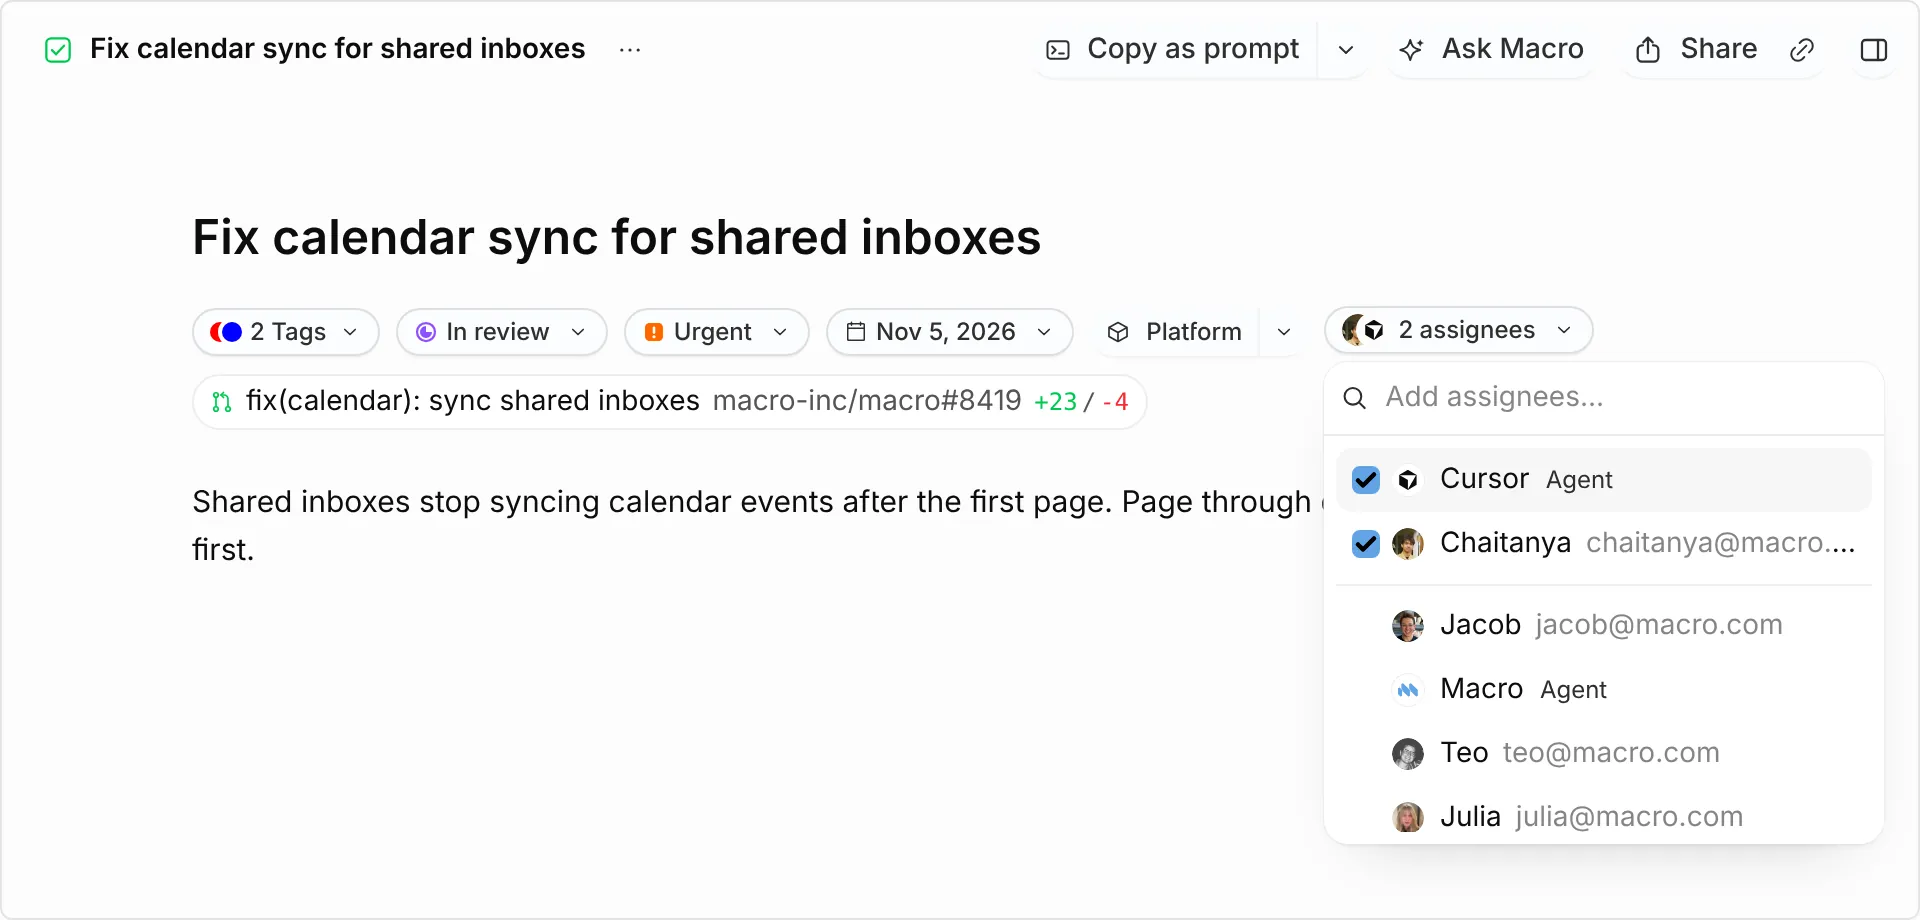 Fix calendar sync for shared inboxes ...
Copy as prompt
Ask Macro
Share
Fix calendar sync for shared inboxes
2 Tags
In review
Urgent
Nov 5, 2026
Platform
2 assignees
fix(calendar): sync shared inboxes macro-inc/macro#8419 +23 / -4
Shared inboxes stop syncing calendar events after the first page. Page through
first.
Add assignees...
Cursor Agent
Chaitanya chaitanya@macro....
Jacob jacob@macro.com
Macro Agent
Teo teo@macro.com
Julia julia@macro.com